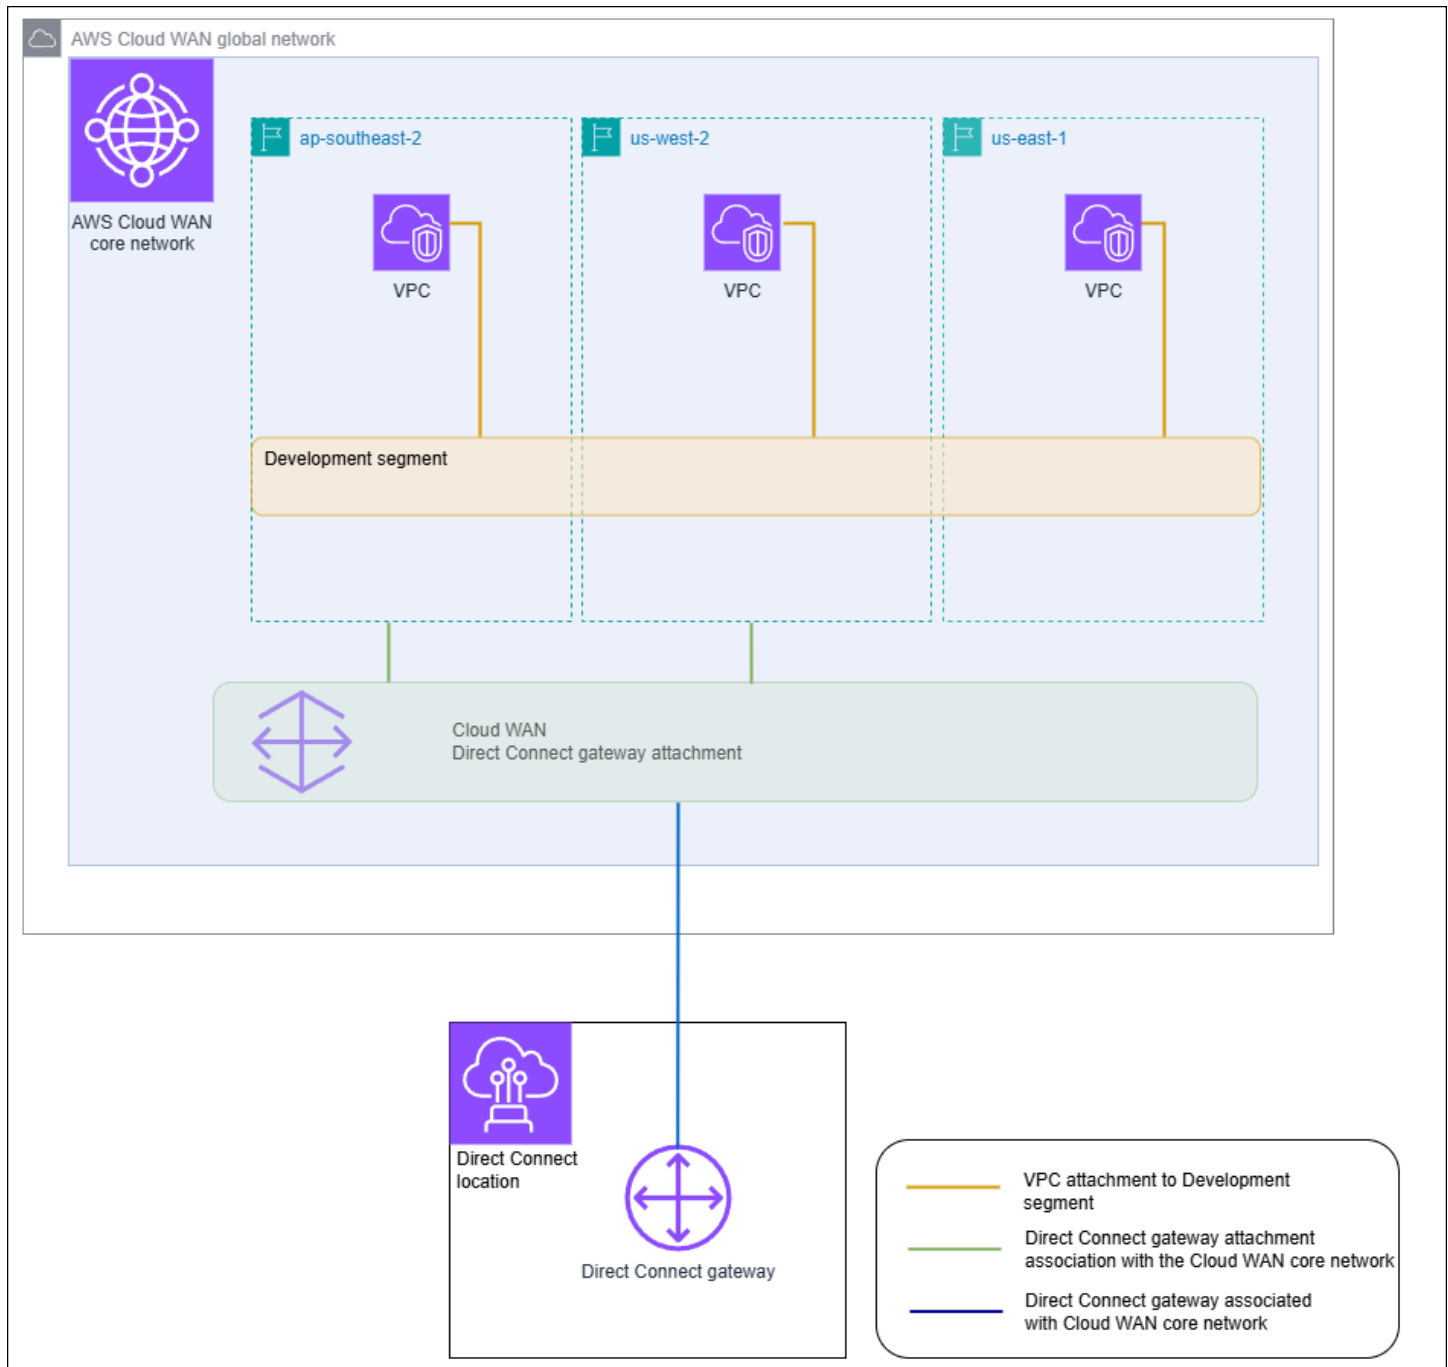 AWS Cloud WAN global network
AWS Cloud WAN
core network
ap-southeast-2
us-west-2
us-east-1
VPC
VPC
VPC
Development segment
Cloud WAN
Direct Connect gateway attachment
Direct Connect
location
Direct Connect gateway
VPC attachment to Development
segment
Direct Connect gateway attachment
association with the Cloud WAN core network
Direct Connect gateway associated
with Cloud WAN core network